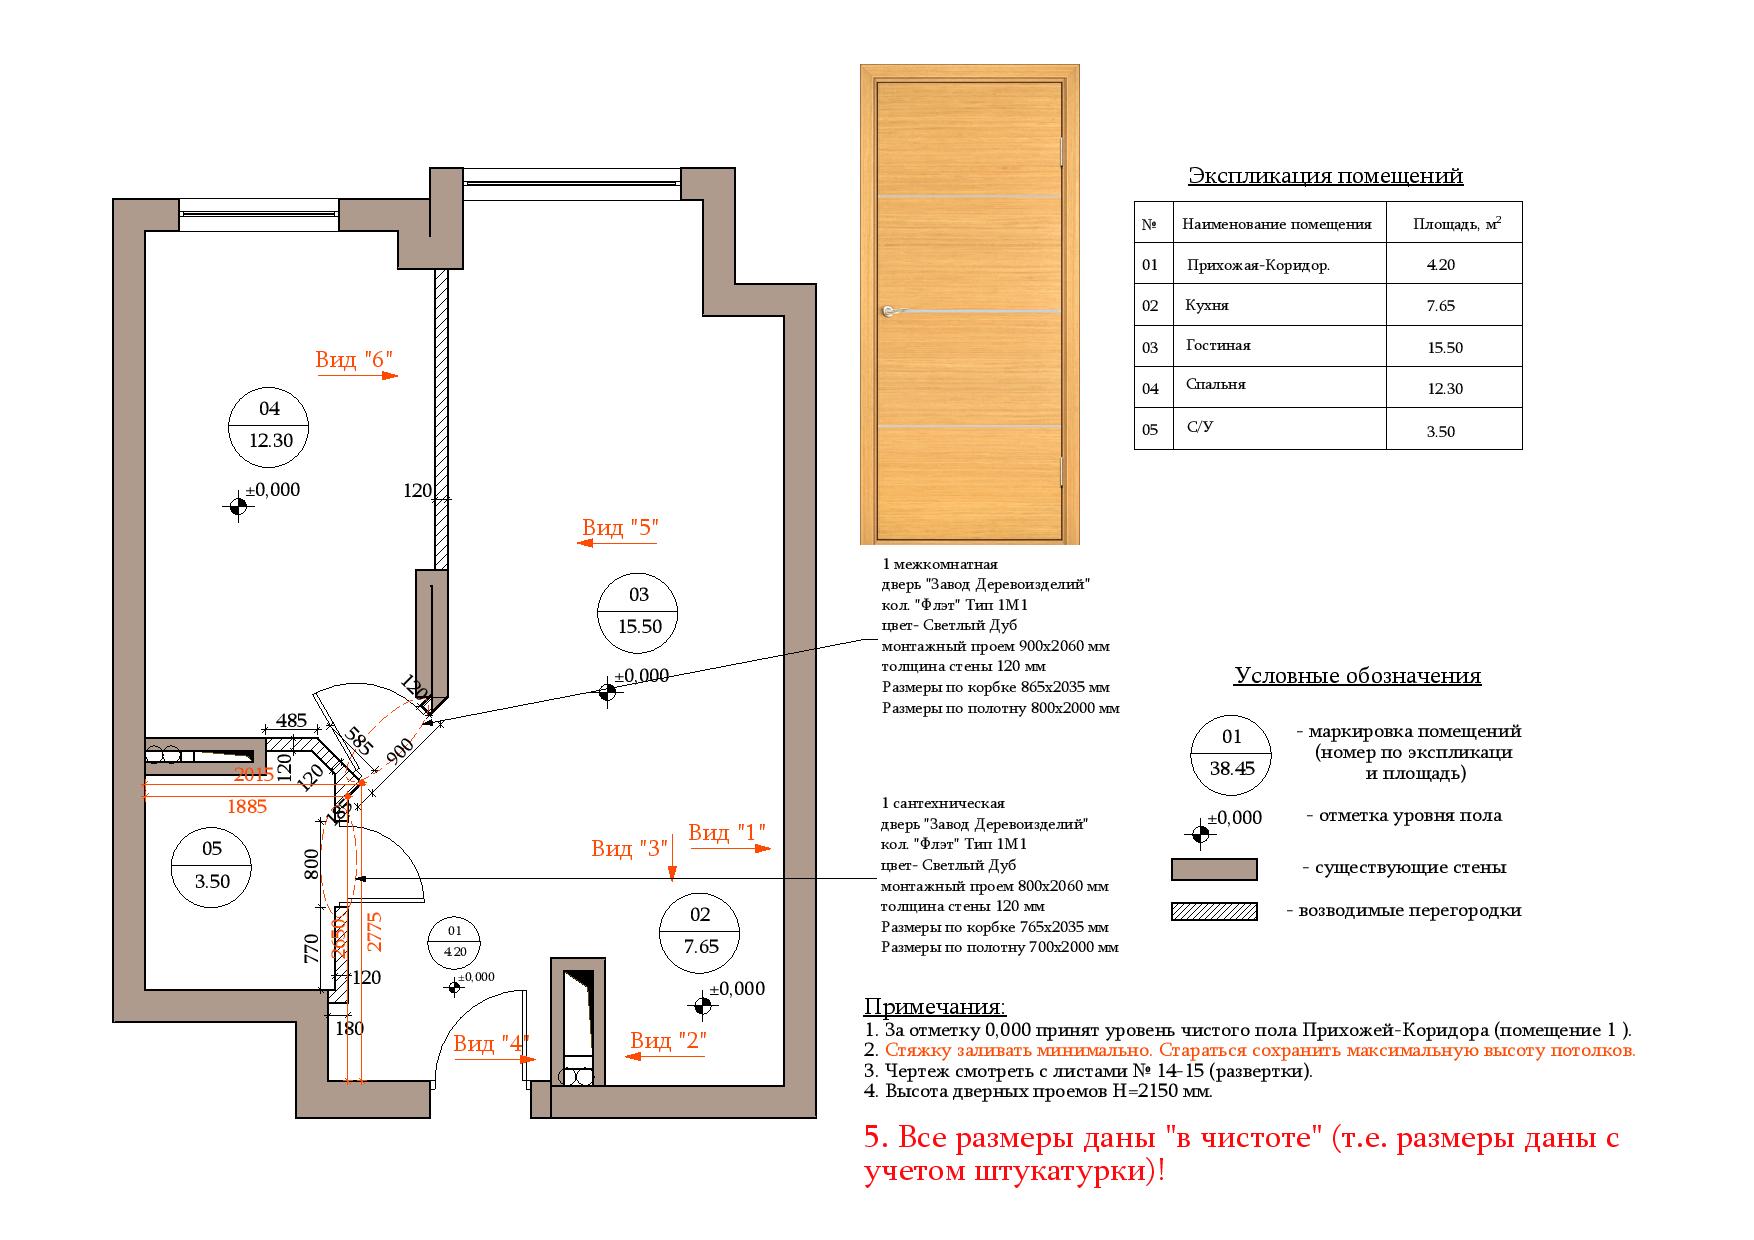 Экспликация помещений
№ Наименование помещения Площадь, м²
01 Прихожая-Коридор. 4.20
02 Кухня 7.65
03 Гостиная 15.50
04 Спальня 12.30
05 С/У 3.50
Вид "6"
04
12.30
±0,000
120
Вид "5"
03
15.50
±0,000
120
485
585
900
120
120
2015
1885
185
05
3.50
800
770
2650
2775
120
180
Вид "3"
Вид "1"
02
7.65
±0,000
01
4.20
±0,000
Вид "4"
Вид "2"
1 межкомнатная
дверь "Завод Деревоизделий"
кол. "Флэт" Тип 1М1
цвет- Светлый Дуб
монтажный проем 900х2060 мм
толщина стены 120 мм
Размеры по корбке 865х2035 мм
Размеры по полотну 800х2000 мм
1 сантехническая
дверь "Завод Деревоизделий"
кол. "Флэт" Тип 1М1
цвет- Светлый Дуб
монтажный проем 800х2060 мм
толщина стены 120 мм
Размеры по корбке 765х2035 мм
Размеры по полотну 700х2000 мм
Условные обозначения
01
38.45
- маркировка помещений
(номер по экспликаци
и площадь)
±0,000
- отметка уровня пола
- существующие стены
- возводимые перегородки
Примечания:
1. За отметку 0,000 принят уровень чистого пола Прихожей-Коридора (помещение 1 ).
2. Стяжку заливать минимально. Стараться сохранить максимальную высоту потолков.
3. Чертеж смотреть с листами № 14-15 (развертки).
4. Высота дверных проемов Н=2150 мм.
5. Все размеры даны "в чистоте" (т.е. размеры даны с
учетом штукатурки)!